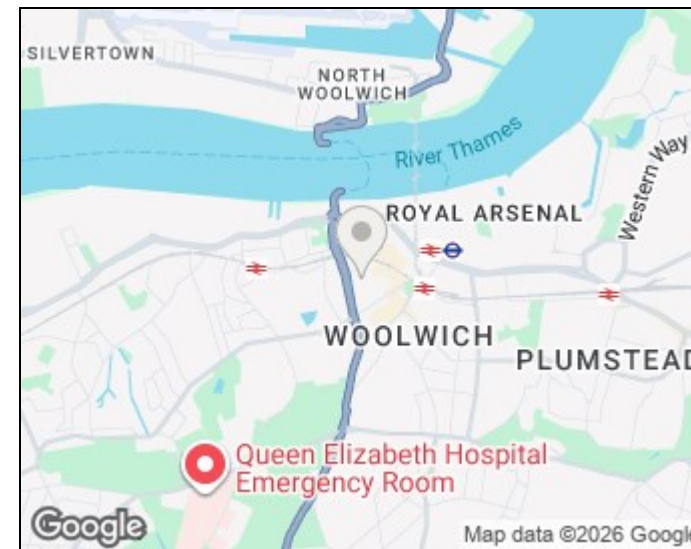 SILVERTOWN
NORTH
WOOLWICH
River Thames
Western Way
ROYAL ARSENAL
WOOLWICH
PLUMSTEAD
Queen Elizabeth Hospital
Emergency Room
Google
Map data ©2026 Google